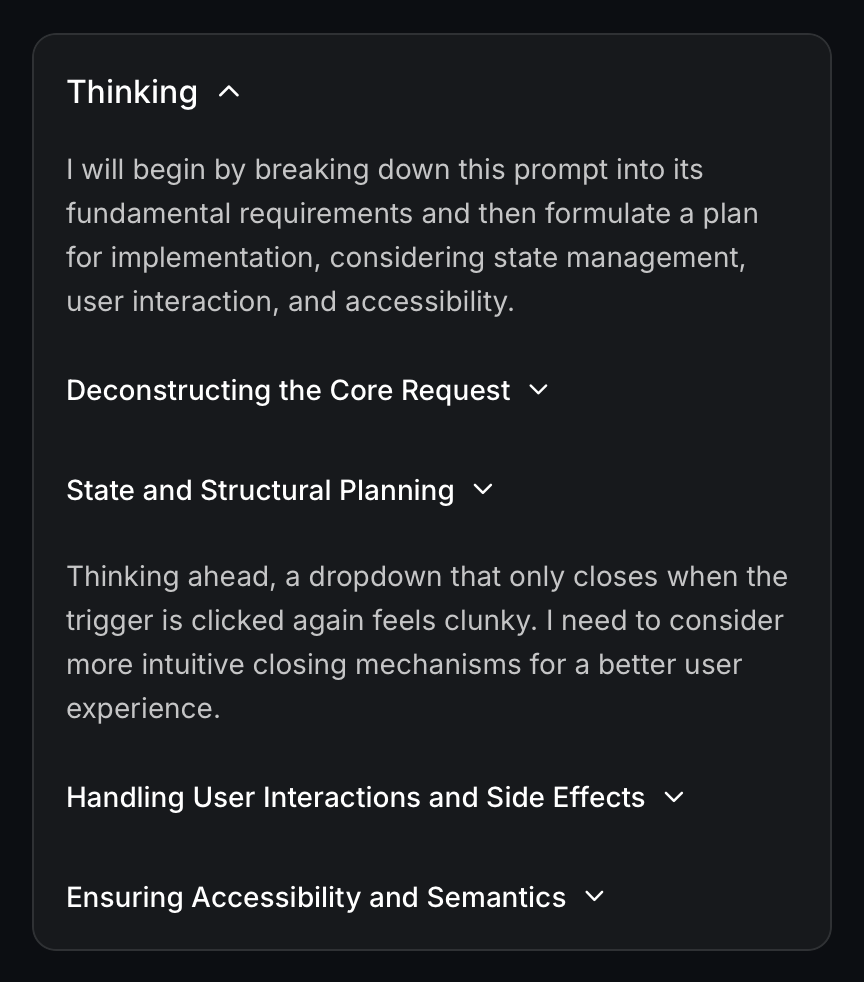 Thinking
I will begin by breaking down this prompt into its
fundamental requirements and then formulate a plan
for implementation, considering state management,
user interaction, and accessibility.
Deconstructing the Core Request
State and Structural Planning
Thinking ahead, a dropdown that only closes when the
trigger is clicked again feels clunky. I need to consider
more intuitive closing mechanisms for a better user
experience.
Handling User Interactions and Side Effects
Ensuring Accessibility and Semantics